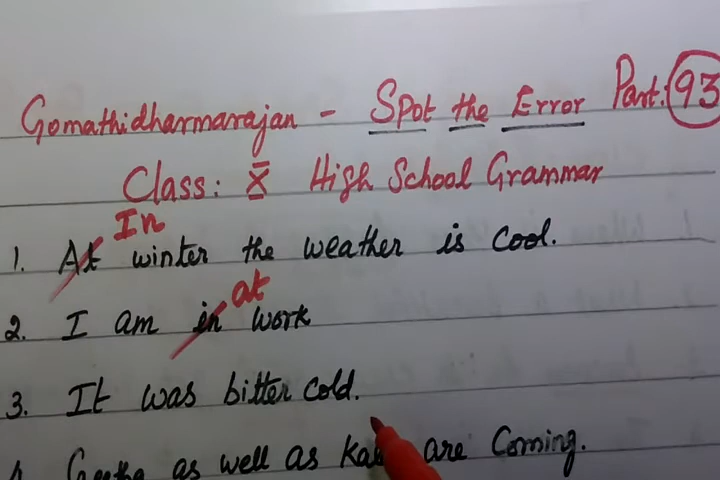 Gomathidharmarajan - Spot the Error Part: 93
Class: X High School Grammar
In
1. At winter the weather is cool.
at
2. I am in work
3. It was bitter cold.
as well as are coming.